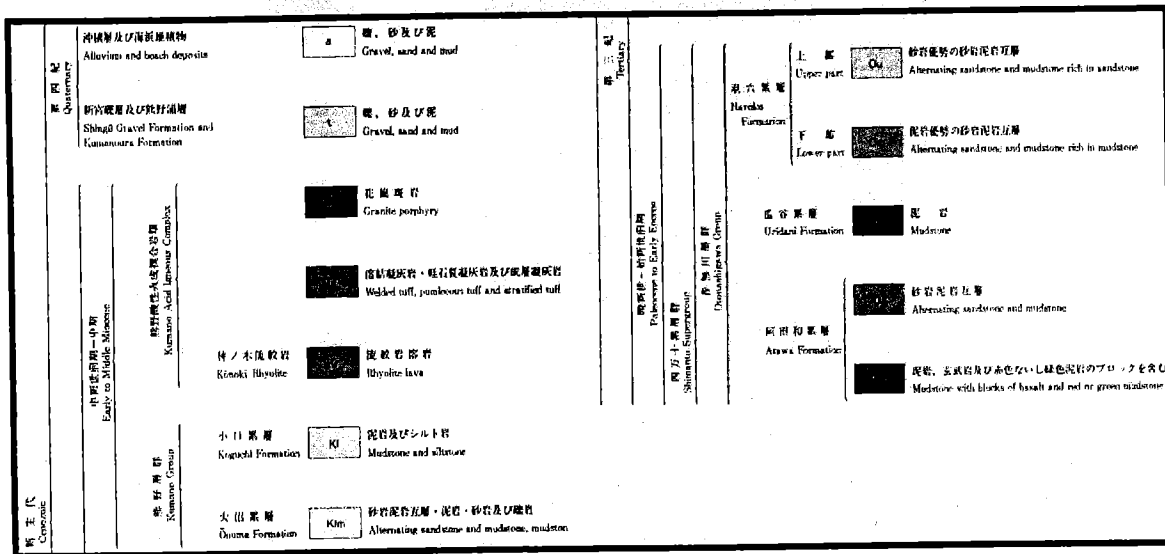 新生代
Cenozoic
第四紀
Quaternary
沖積層及び海浜堆積物
Alluvium and beach deposits
a
礫、砂及び泥
Gravel, sand and mud
新宮礫層及び熊野浦層
Shingū Gravel Formation and
Kumanoura Formation
t
礫、砂及び泥
Gravel, sand and mud
中新世前期－中期
Early to Middle Miocene
熊野酸性火成複合岩類
Kumano Acid Igneous Complex
花崗斑岩
Granite porphyry
溶結凝灰岩・軽石質凝灰岩及び成層凝灰岩
Welded tuff, pumiceous tuff and stratified tuff
神ノ木流紋岩
Kōnoki Rhyolite
流紋岩溶岩
Rhyolite lava
熊野層群
Kumano Group
小口累層
Koguchi Formation
Kl
泥岩及びシルト岩
Mudstone and siltstone
大沼累層
Ōnuma Formation
Klm
砂岩泥岩互層・泥岩・砂岩及び礫岩
Alternating sandstone and mudstone, mudston
第三紀
Tertiary
暁新世－始新世前期
Paleocene to Early Eocene
四万十累層群
Shimanto Supergroup
音無川層群
Otonashigawa Group
Haroku
Formation
上部
Upper part
Ou
砂岩優勢の砂岩泥岩互層
Alternating sandstone and mudstone rich in sandstone
下部
Lower part
泥岩優勢の砂岩泥岩互層
Alternating sandstone and mudstone rich in mudstone
瓜谷累層
Uridani Formation
泥岩
Mudstone
阿田和累層
Atawa Formation
砂岩泥岩互層
Alternating sandstone and mudstone
泥岩、玄武岩及び赤色ないし緑色泥岩のブロックを含む
Mudstone with blocks of basalt and red or green mudstone